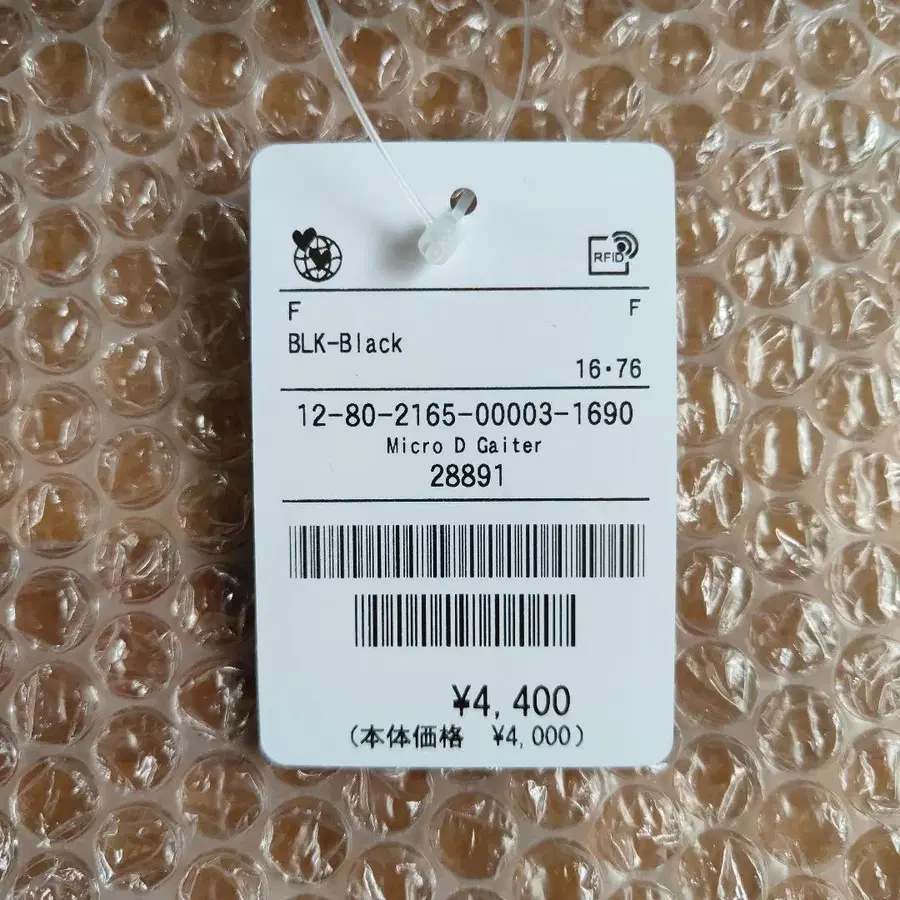 RFID
F F
BLK-Black
16・76
12-80-2165-00003-1690
Micro D Gaiter
28891
¥4,400
(本体価格 ¥4,000)